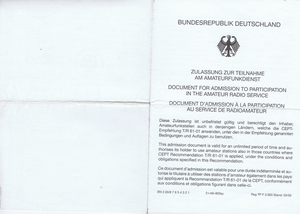 BUNDESREPUBLIK DEUTSCHLAND
ZULASSUNG ZUR TEILNAHME
AM AMATEURFUNKDIENST
DOCUMENT FOR ADMISSION TO PARTICIPATION
IN THE AMATEUR RADIO SERVICE
DOCUMENT D'ADMISSION À LA PARTICIPATION
AU SERVICE DE RADIOAMATEUR
Diese Zulassung ist unbefristet gültig und berechtigt den Inhaber,
Amateurfunkstellen auch in denjenigen Ländern, welche die CEPT-
Empfehlung T/R 61-01 anwenden, unter den in der Empfehlung genannten
Bedingungen und Auflagen zu benutzen.
This admission document is valid for an unlimited period of time and au-
thorises its holder to use amateur stations also in those countries where
CEPT Recommendation T/R 61-01 is applied, under the conditions and
obligations specified in this Recommendation.
Ce document d'admission est valable pour une durée indéterminée et au-
torise le titulaire à utiliser des stations d'amateur également dans les pays
qui appliquent la Recommandation T/R 61-01 de la CEPT, conformément
aux conditions et obligations figurant dans celle-ci.